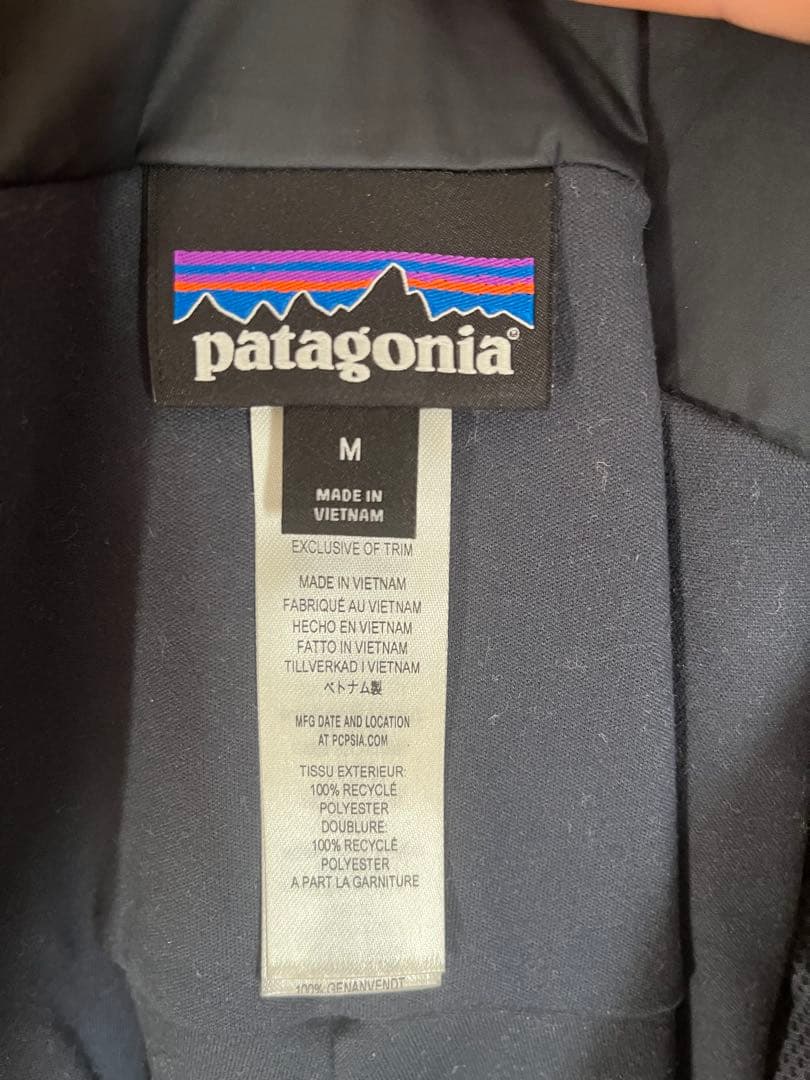 patagonia®
M
MADE IN
VIETNAM
EXCLUSIVE OF TRIM
MADE IN VIETNAM
FABRIQUÉ AU VIETNAM
HECHO EN VIETNAM
FATTO IN VIETNAM
TILLVERKAD I VIETNAM
ベトナム製
MFG DATE AND LOCATION
AT PCPSIA.COM
TISSU EXTERIEUR:
100% RECYCLÉ
POLYESTER
DOUBLURE:
100% RECYCLÉ
POLYESTER
A PART LA GARNITURE
100% GENANVENDT